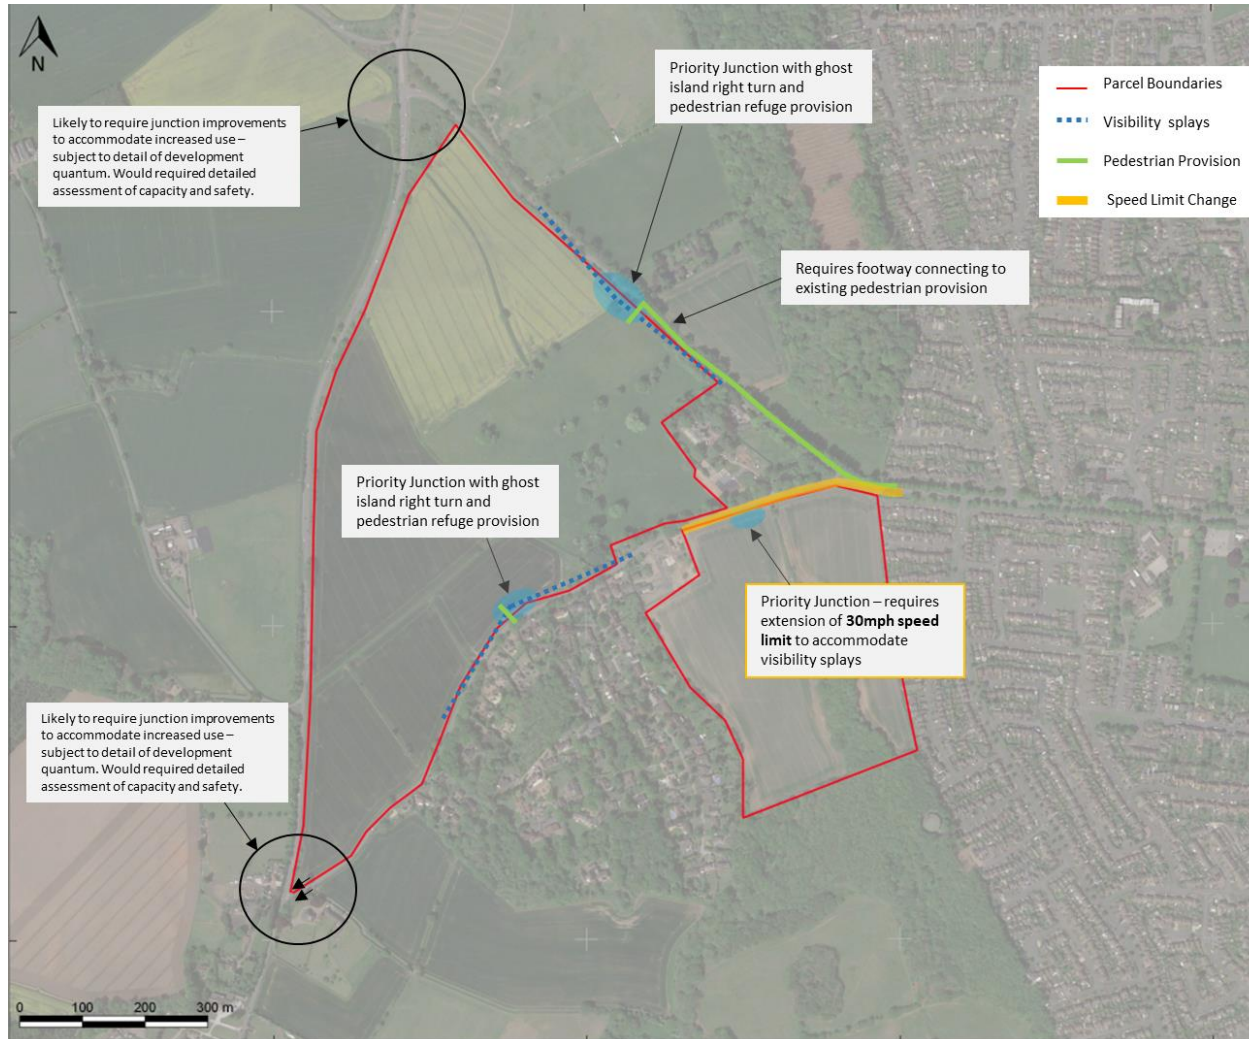 N
Priority Junction with ghost
island right turn and
pedestrian refuge provision
Parcel Boundaries
Visibility splays
Pedestrian Provision
Speed Limit Change
Likely to require junction improvements
to accommodate increased use –
subject to detail of development
quantum. Would required detailed
assessment of capacity and safety.
Requires footway connecting to
existing pedestrian provision
Priority Junction with ghost
island right turn and
pedestrian refuge provision
Priority Junction – requires
extension of 30mph speed
limit to accommodate
visibility splays
Likely to require junction improvements
to accommodate increased use –
subject to detail of development
quantum. Would required detailed
assessment of capacity and safety.
0 100 200 300 m